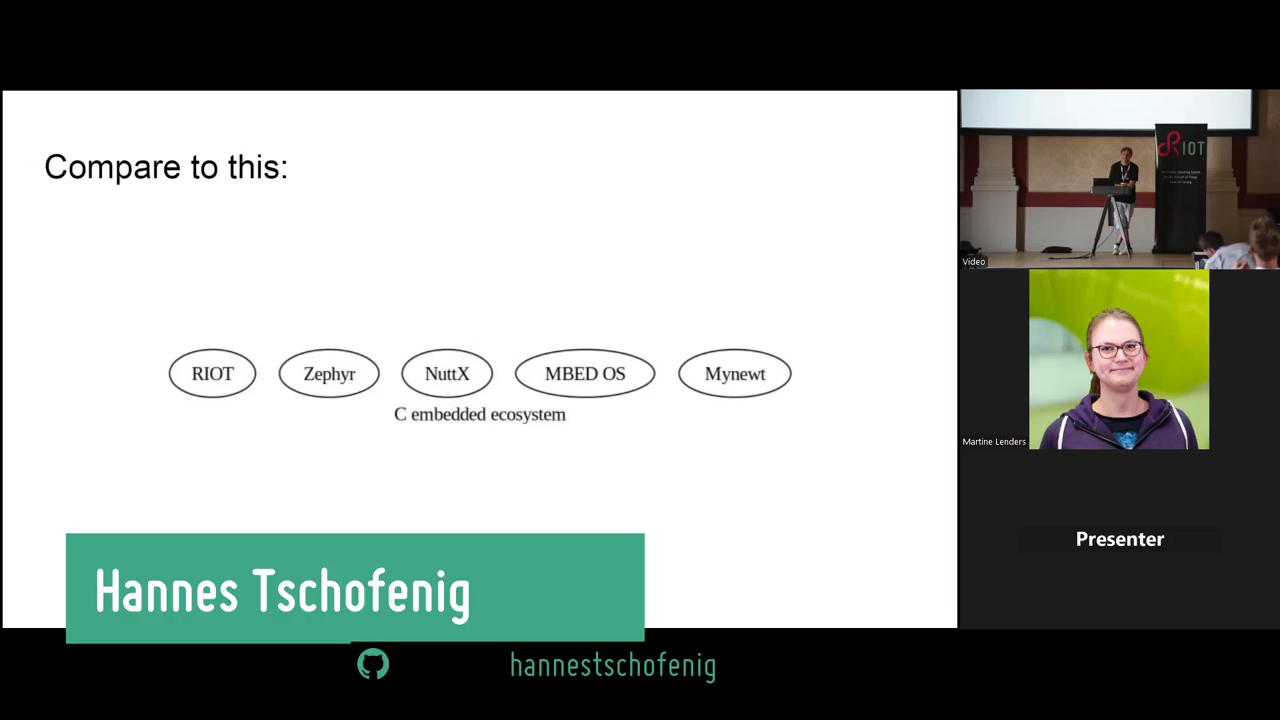 Compare to this:
RIOT Zephyr NuttX MBED OS Mynewt
C embedded ecosystem
Hannes Tschofenig
hannestschofenig
RIOT
Video
Martine Lenders
Presenter